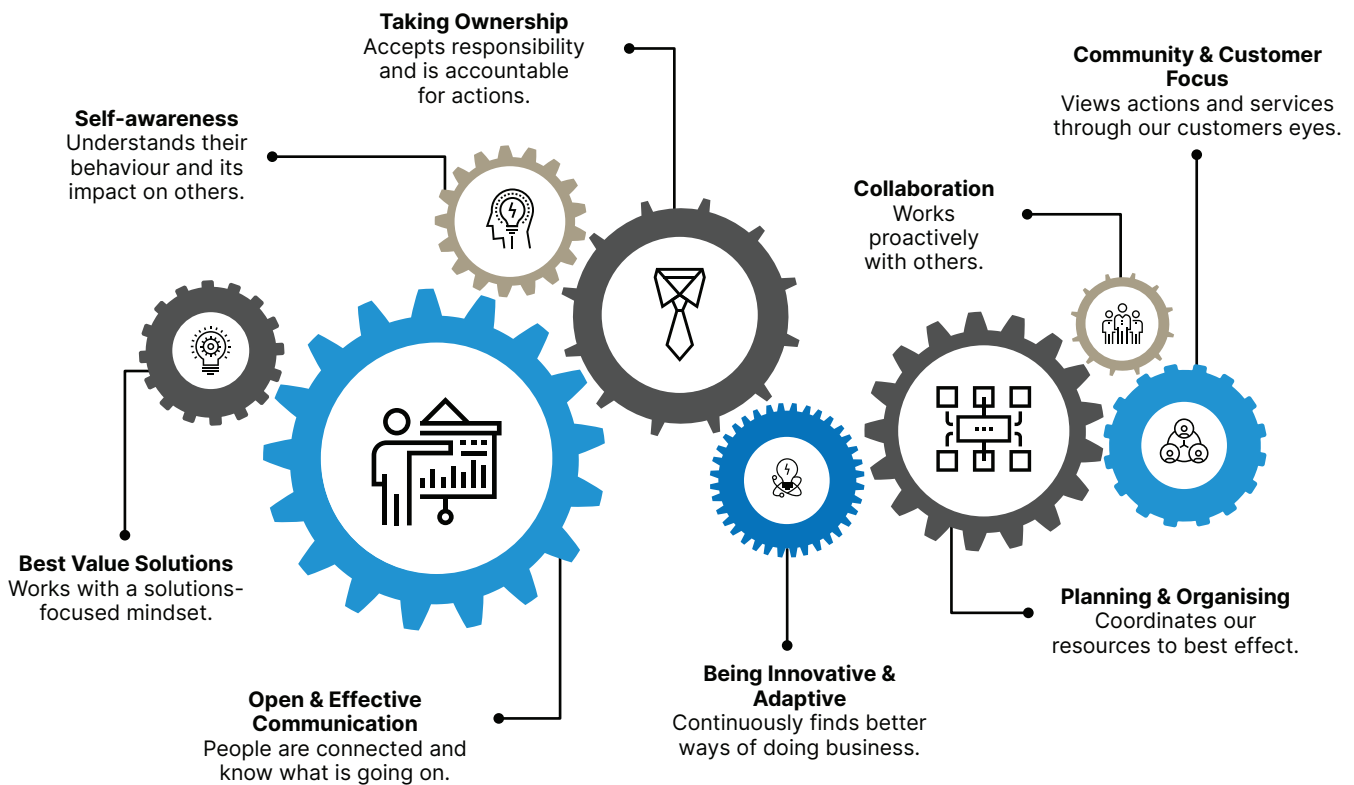 Taking Ownership
Accepts responsibility
and is accountable
for actions.
Community & Customer
Focus
Views actions and services
through our customers eyes.
Self-awareness
Understands their
behaviour and its
impact on others.
Collaboration
Works
proactively
with others.
Best Value Solutions
Works with a solutions-
focused mindset.
Planning & Organising
Coordinates our
resources to best effect.
Being Innovative &
Adaptive
Continuously finds better
ways of doing business.
Open & Effective
Communication
People are connected and
know what is going on.